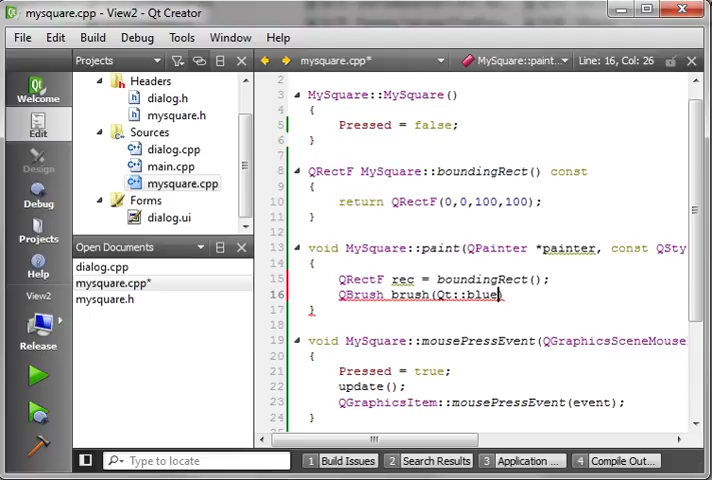 mysquare.cpp - View2 - Qt Creator
File Edit Build Debug Tools Window Help
Projects
mysquare.cpp*
MySquare::paint...
Line: 16, Col: 26
Welcome
Edit
Design
Debug
Projects
Help
View2
Release
Headers
dialog.h
mysquare.h
Sources
dialog.cpp
main.cpp
mysquare.cpp
Forms
dialog.ui
Open Documents
dialog.cpp
mysquare.cpp*
mysquare.h
2
3 MySquare::MySquare()
4 {
5 Pressed = false;
6 }
7
8 QRectF MySquare::boundingRect() const
9 {
10 return QRectF(0,0,100,100);
11 }
12
13 void MySquare::paint(QPainter *painter, const QSty
14 {
15 QRectF rec = boundingRect();
16 QBrush brush(Qt::blue)
17 }
18
19 void MySquare::mousePressEvent(QGraphicsSceneMouseE
20 {
21 Pressed = true;
22 update();
23 QGraphicsItem::mousePressEvent(event);
24 }
Type to locate
1 Build Issues
2 Search Results
3 Application ...
4 Compile Out...